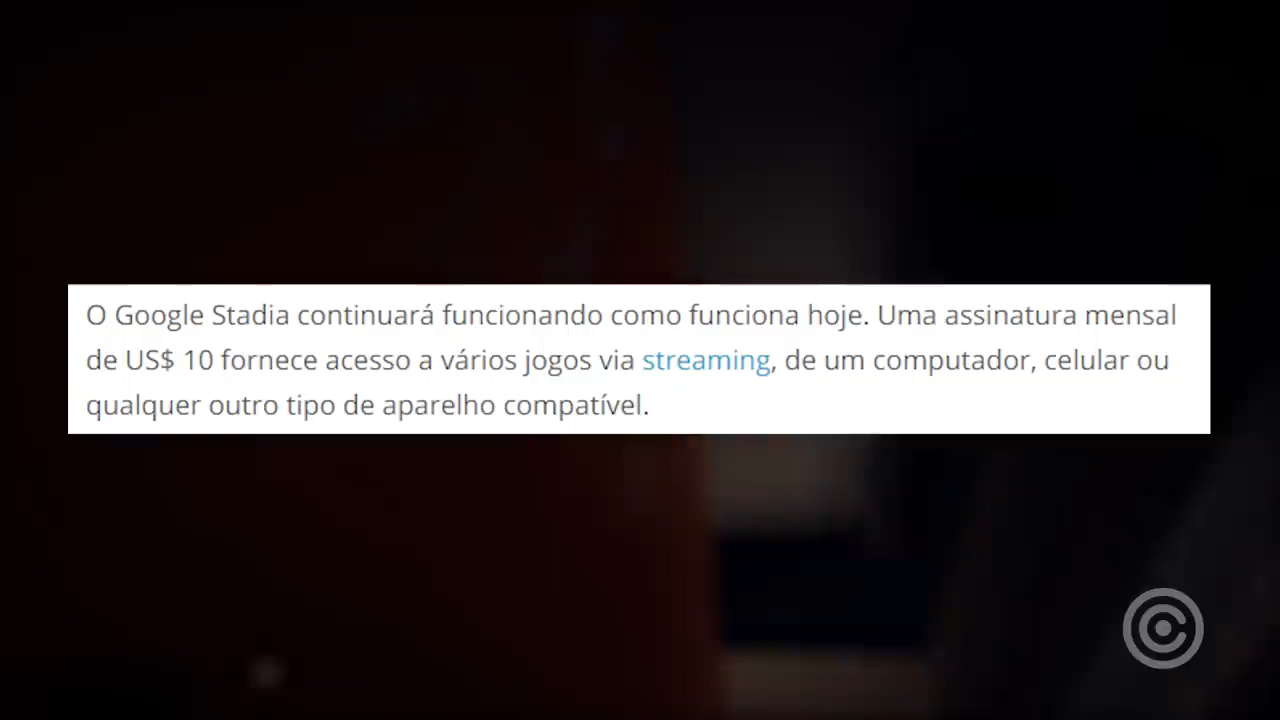 O Google Stadia continuará funcionando como funciona hoje. Uma assinatura mensal
de US$ 10 fornece acesso a vários jogos via streaming, de um computador, celular ou
qualquer outro tipo de aparelho compatível.